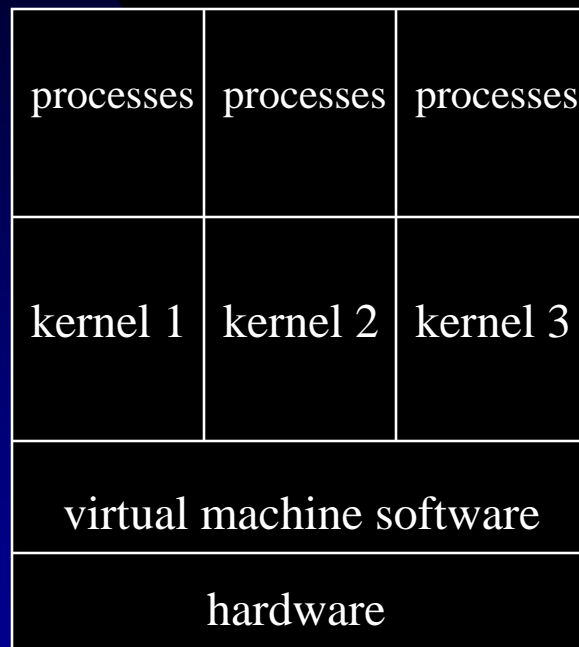 processes processes processes
kernel 1 kernel 2 kernel 3
virtual machine software
hardware